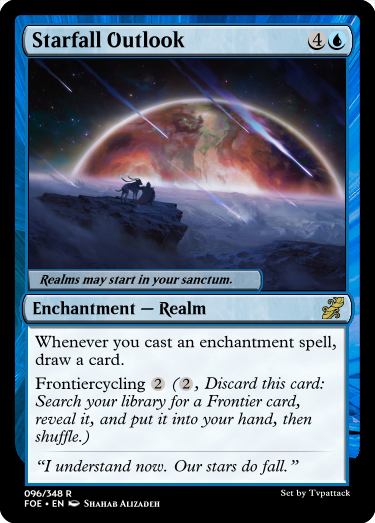 Starfall Outlook 4
Realms may start in your sanctum.
Enchantment — Realm
Whenever you cast an enchantment spell,
draw a card.
Frontiercycling 2 (2, Discard this card:
Search your library for a Frontier card,
reveal it, and put it into your hand, then
shuffle.)
“I understand now. Our stars do fall.”
096/348 R Set by Tvpattack
FOE • EN Shahab Alizadeh